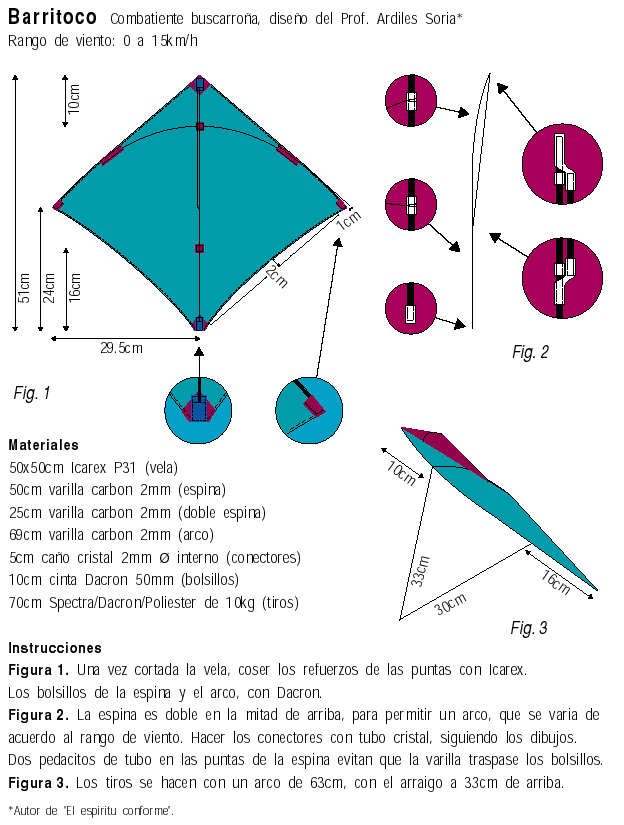 Barritoco Combatiente buscarroña, diseño del Prof. Ardiles Soria*
Rango de viento: 0 a 15km/h
10cm
51cm
24cm
16cm
29.5cm
1cm
2cm
Fig. 1
Fig. 2
10cm
33cm
30cm
16cm
Fig. 3
Materiales
50x50cm Icarex P31 (vela)
50cm varilla carbon 2mm (espina)
25cm varilla carbon 2mm (doble espina)
69cm varilla carbon 2mm (arco)
5cm caño cristal 2mm Ø interno (conectores)
10cm cinta Dacron 50mm (bolsillos)
70cm Spectra/Dacron/Poliester de 10kg (tiros)
Instrucciones
Figura 1. Una vez cortada la vela, coser los refuerzos de las puntas con Icarex.
Los bolsillos de la espina y el arco, con Dacron.
Figura 2. La espina es doble en la mitad de arriba, para permitir un arco, que se varia de
acuerdo al rango de viento. Hacer los conectores con tubo cristal, siguiendo los dibujos.
Dos pedacitos de tubo en las puntas de la espina evitan que la varilla traspase los bolsillos.
Figura 3. Los tiros se hacen con un arco de 63cm, con el arraigo a 33cm de arriba.
*Autor de "El espiritu conforme".